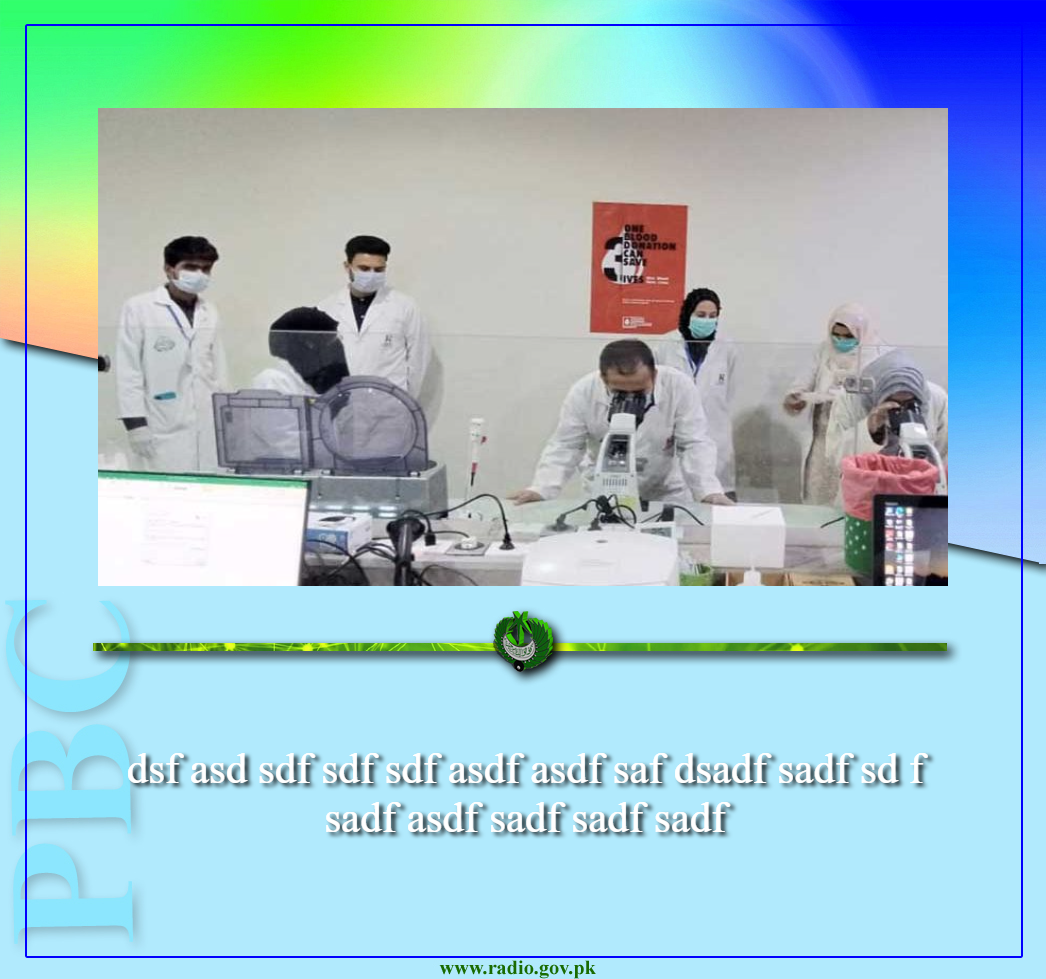 ONE
BLOOD
DONATION
CAN
SAVE
3
LIVES
PBC
dsf asd sdf sdf sdf asdf asdf saf dsadf sadf sd f
sadf asdf sadf sadf sadf
www.radio.gov.pk